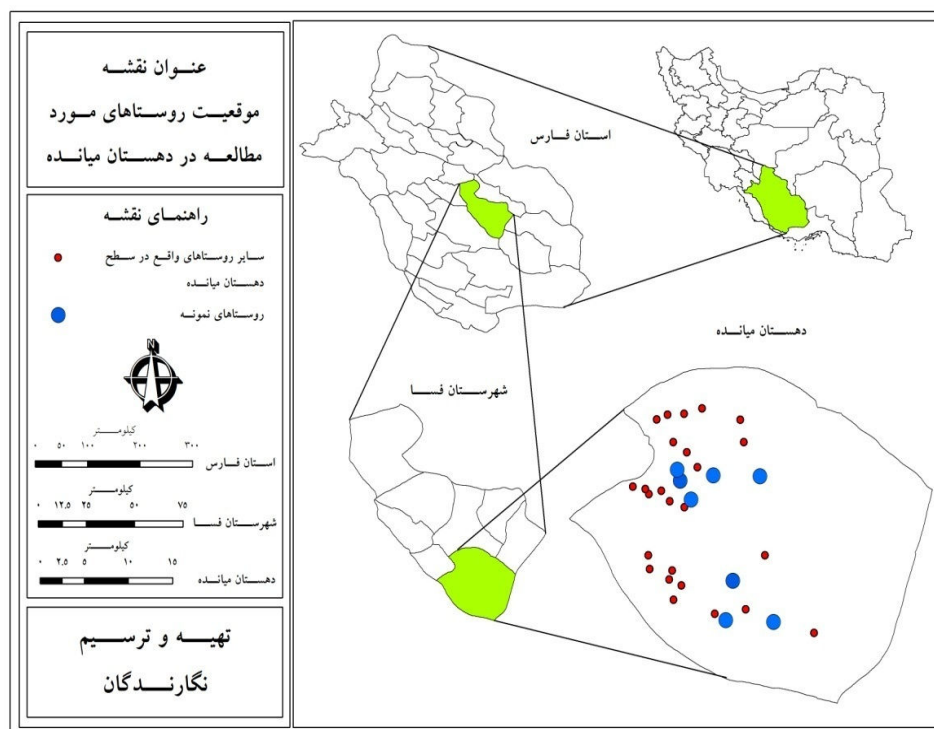 عنوان نقشه
موقعیت روستاهای مورد
مطالعه در دهستان میانده
راهنمای نقشه
سایر روستاهای واقع در سطح
دهستان میانده
روستاهای نمونه
N
کیلومتر
۰ ۵۰ ۱۰۰ ۲۰۰ ۳۰۰
استان فارس
کیلومتر
۰ ۱۲.۵ ۲۵ ۵۰ ۷۵
شهرستان فسا
کیلومتر
۰ ۲.۵ ۵ ۱۰ ۱۵
دهستان میانده
تهیه و ترسیم
نگارندگان
استان فارس
دهستان میانده
شهرستان فسا